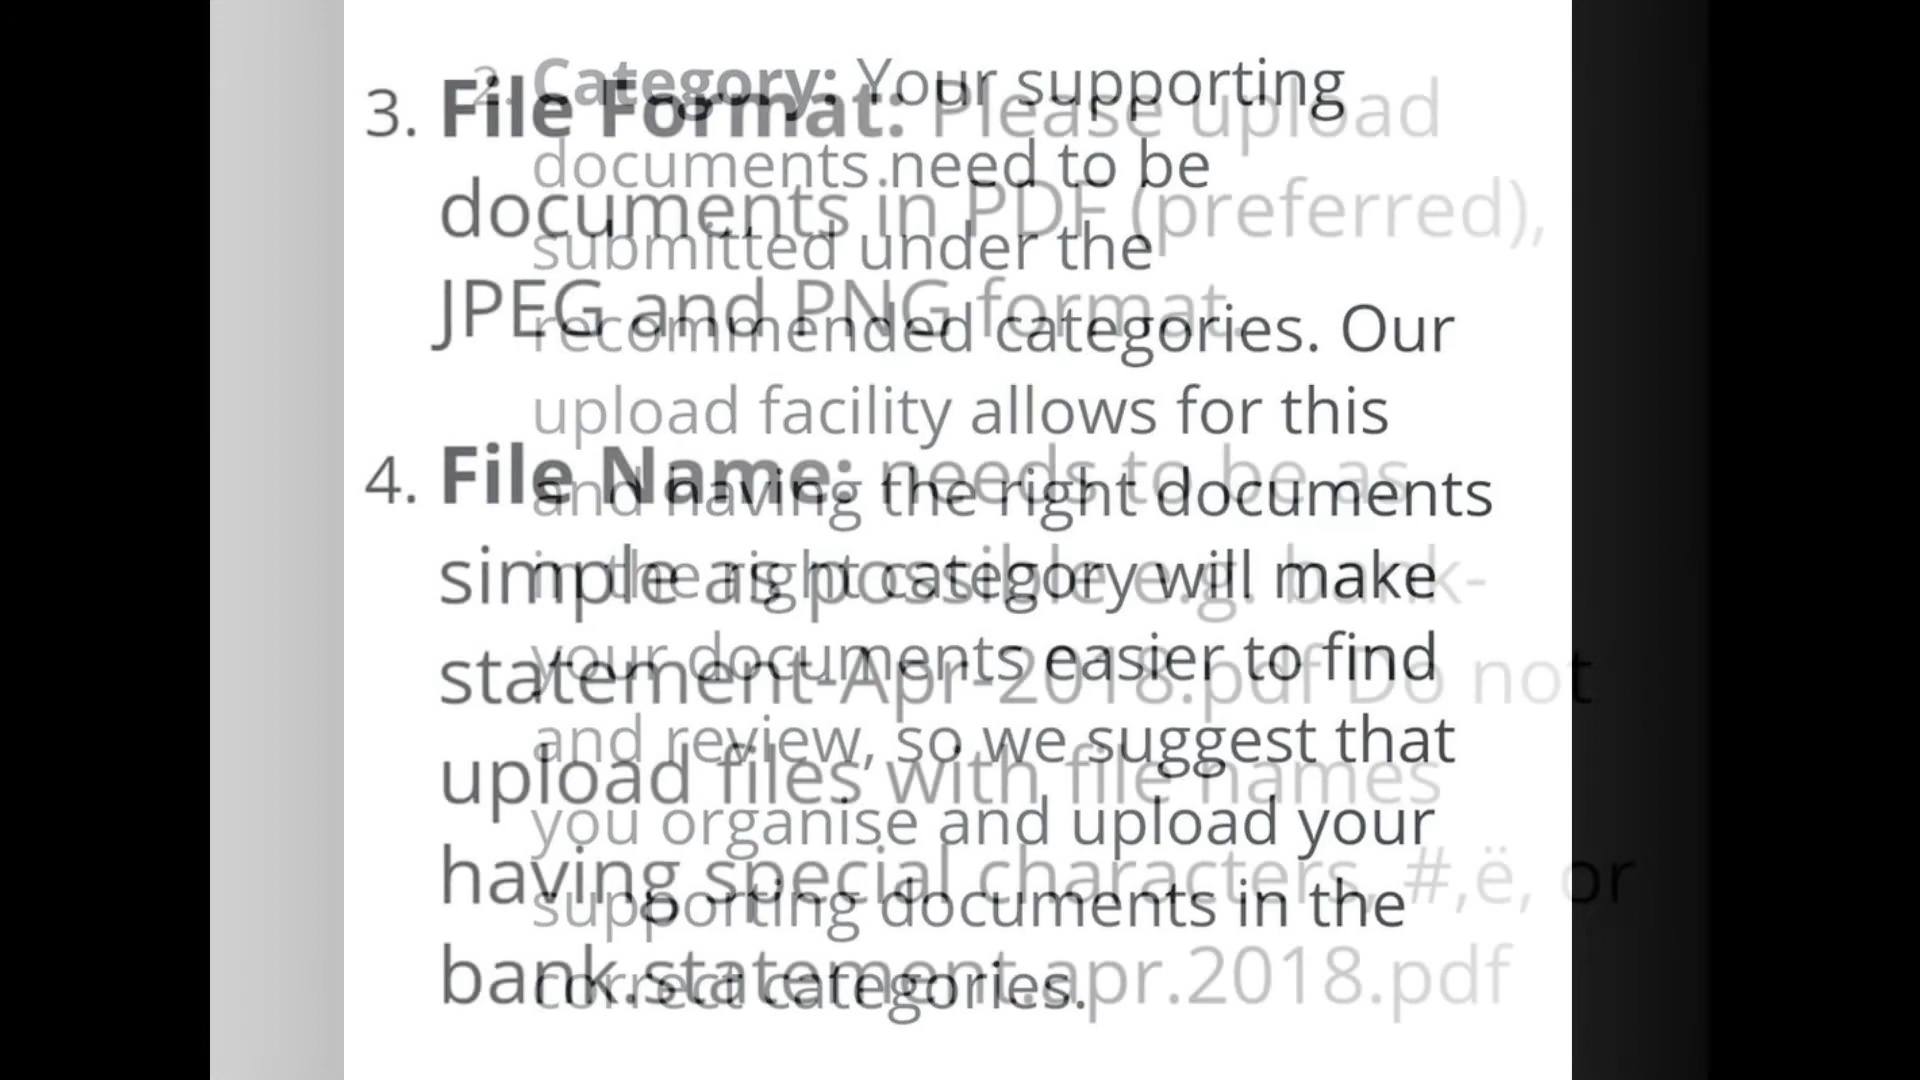 2. Category: Your supporting
documents need to be
submitted under the
recommended categories. Our
upload facility allows for this
and having the right documents
in the right category will make
your documents easier to find
and review, so we suggest that
you organise and upload your
supporting documents in the
correct categories.
3. File Format: Please upload
documents in PDF (preferred),
JPEG and PNG format.
4. File Name: needs to be as
simple as possible e.g. bank-
statement-Apr-2018.pdf Do not
upload files with file names
having special characters, #,ë, or
bank.statement.apr.2018.pdf